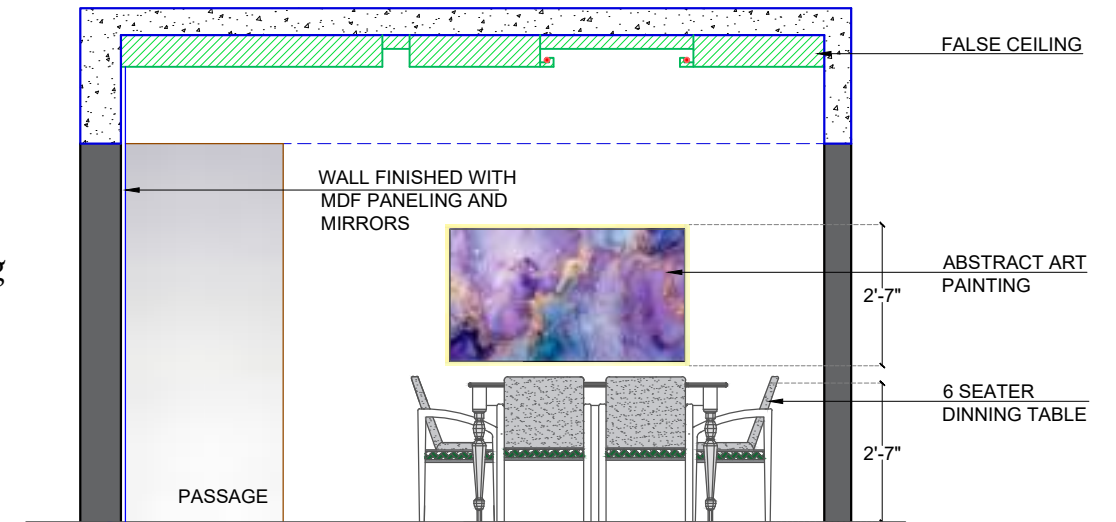 FALSE CEILING
WALL FINISHED WITH
MDF PANELING AND
MIRRORS
g
ABSTRACT ART
PAINTING
2'-7"
6 SEATER
DINNING TABLE
2'-7"
PASSAGE